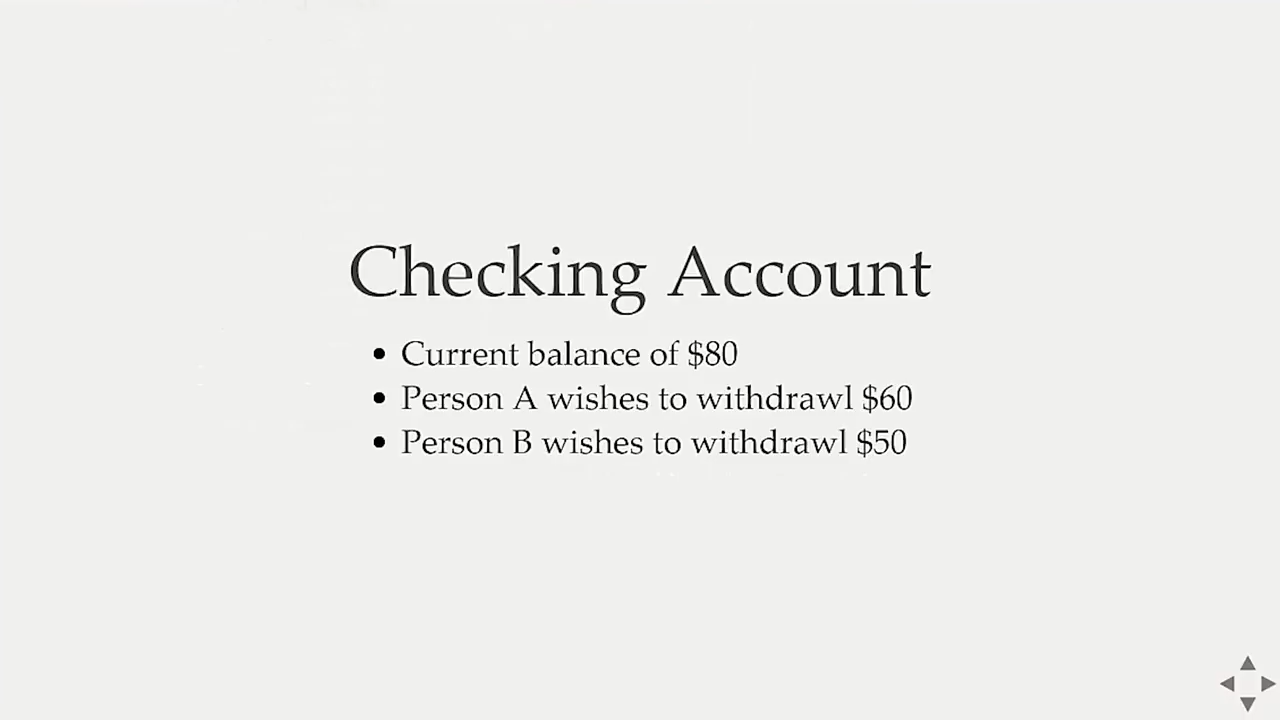 Checking Account
• Current balance of $80
• Person A wishes to withdrawl $60
• Person B wishes to withdrawl $50